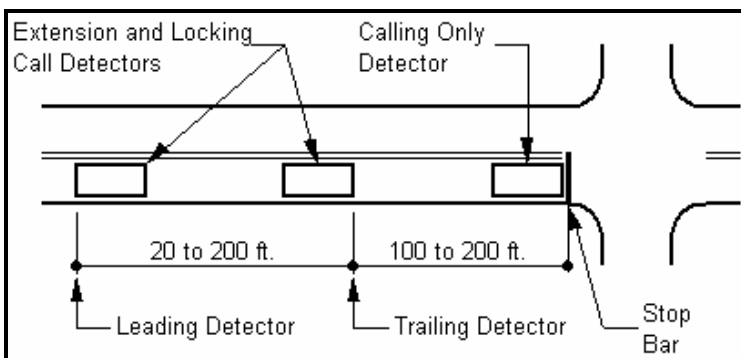 Extension and Locking
Call Detectors
Calling Only
Detector
20 to 200 ft.
100 to 200 ft.
Leading Detector
Trailing Detector
Stop
Bar